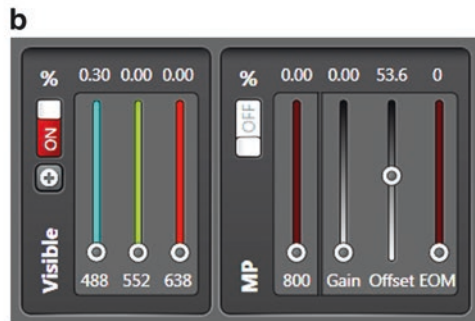 b
% 0.30 0.00 0.00
ON
Visible
488 552 638
% 0.00 0.00 53.6 0
OFF
MP
800 Gain Offset EOM